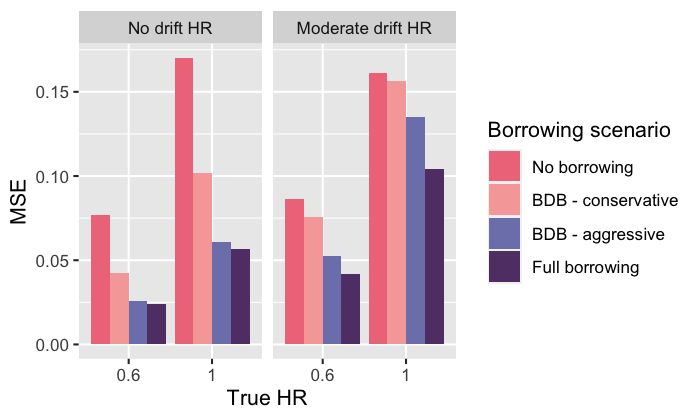 No drift HR
Moderate drift HR
MSE
0.15
0.10
0.05
0.00
0.6
1
0.6
1
True HR
Borrowing scenario
No borrowing
BDB - conservative
BDB - aggressive
Full borrowing